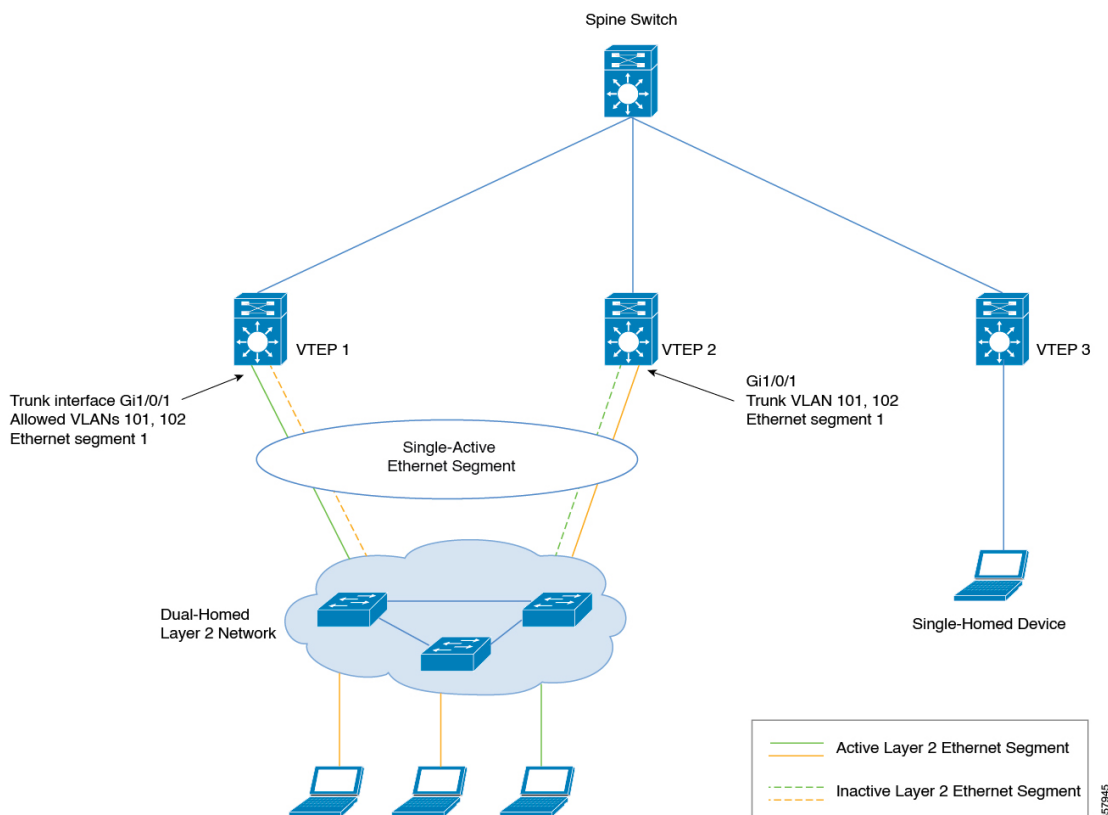 Spine Switch
VTEP 1
VTEP 2
VTEP 3
Trunk interface Gi1/0/1
Allowed VLANs 101, 102
Ethernet segment 1
Gi1/0/1
Trunk VLAN 101, 102
Ethernet segment 1
Single-Active
Ethernet Segment
Dual-Homed
Layer 2 Network
Single-Homed Device
Active Layer 2 Ethernet Segment
Inactive Layer 2 Ethernet Segment
57945